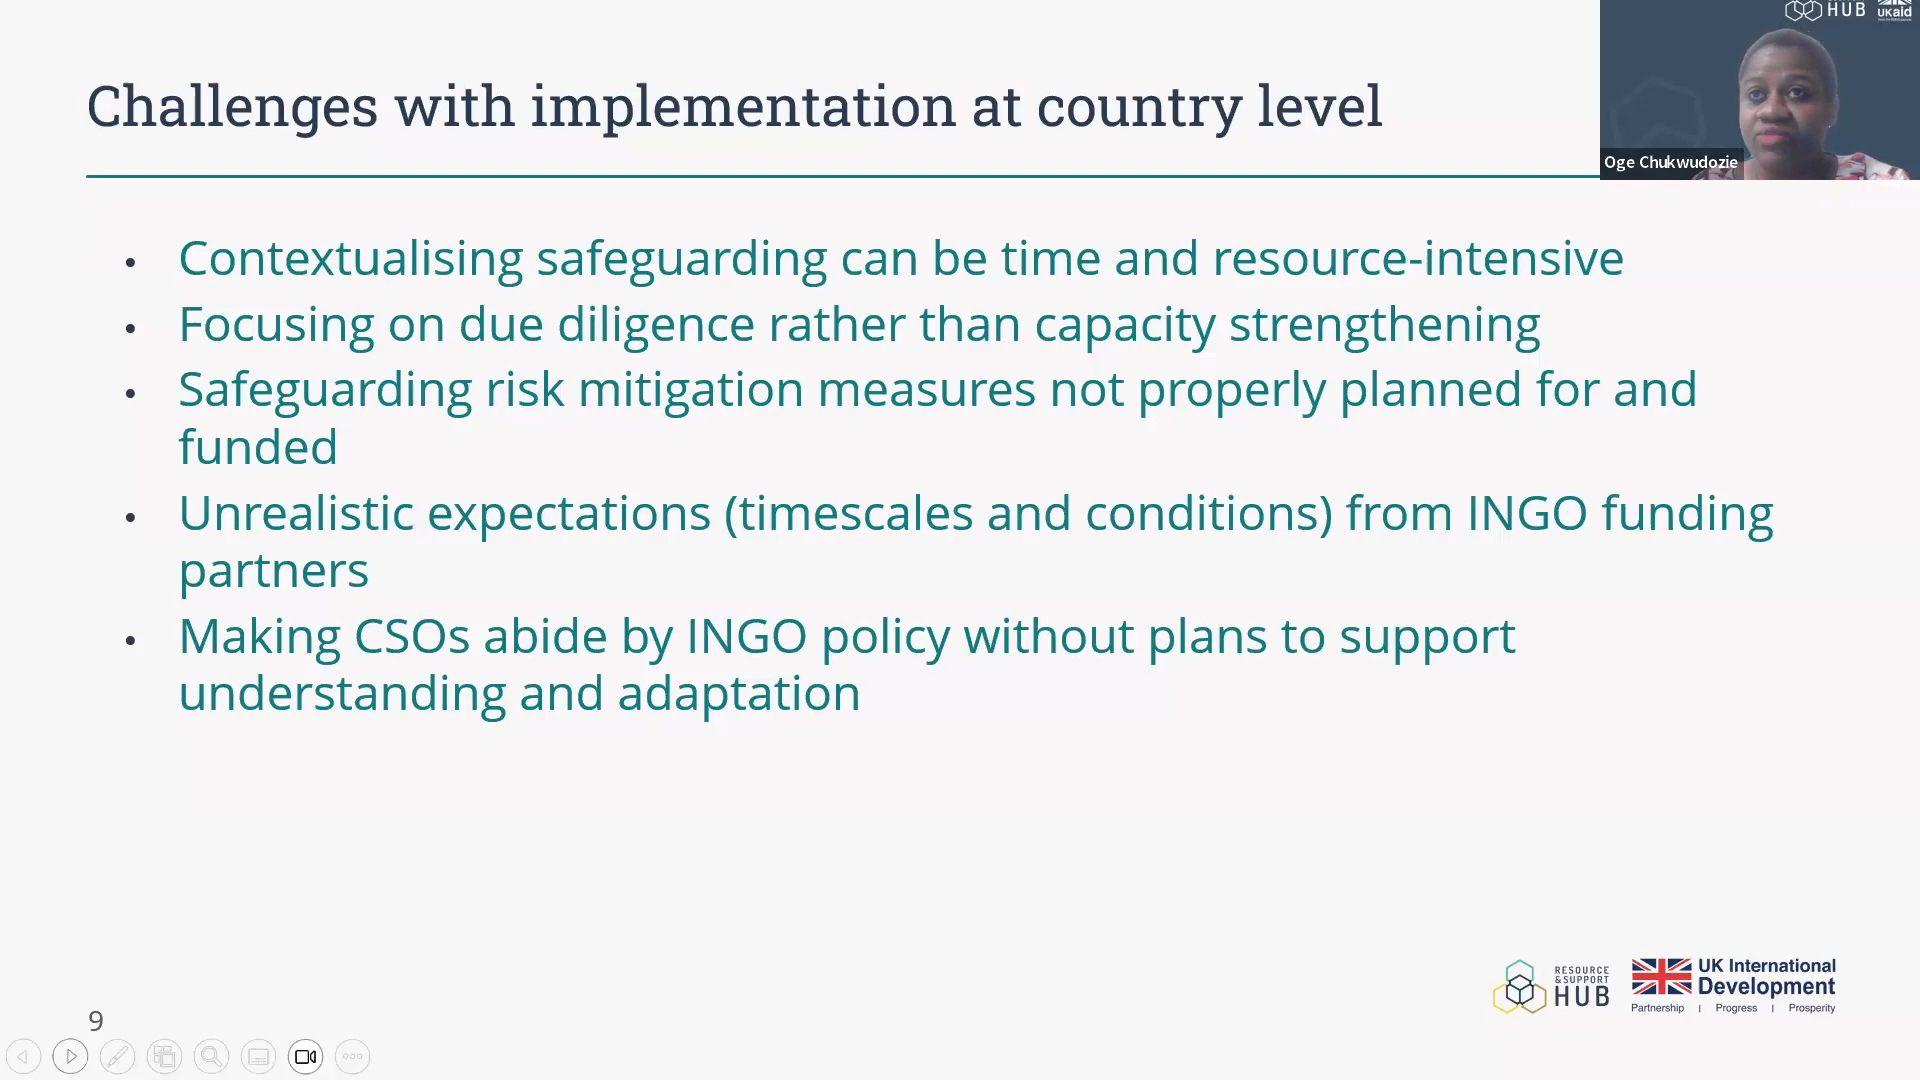 HUB
UKaid
Challenges with implementation at country level
Oge Chukwudozie
• Contextualising safeguarding can be time and resource-intensive
• Focusing on due diligence rather than capacity strengthening
• Safeguarding risk mitigation measures not properly planned for and
funded
• Unrealistic expectations (timescales and conditions) from INGO funding
partners
• Making CSOs abide by INGO policy without plans to support
understanding and adaptation
RESOURCE
&SUPPORT
HUB
UK International
Development
Partnership | Progress | Prosperity
9